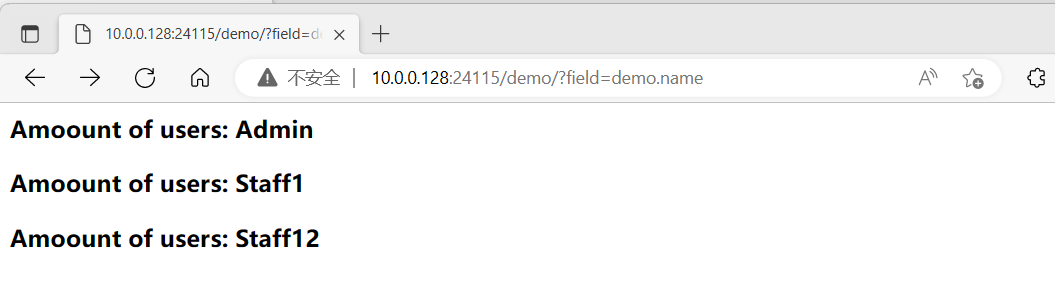 10.0.0.128:24115/demo/?field=d
不安全 | 10.0.0.128:24115/demo/?field=demo.name
Amoount of users: Admin
Amoount of users: Staff1
Amoount of users: Staff12